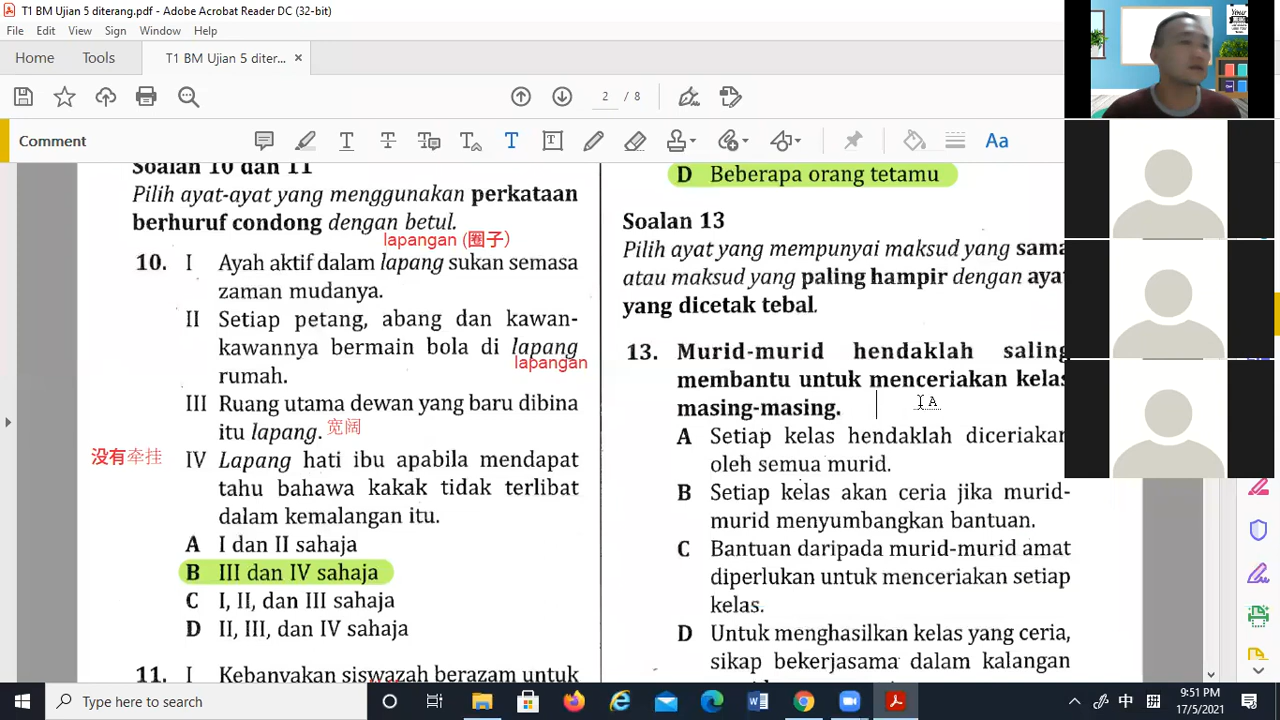 T1 BM Ujian 5 diterang.pdf - Adobe Acrobat Reader DC (32-bit)
File Edit View Sign Window Help
Home Tools T1 BM Ujian 5 diter... ×
2 / 8
Comment
Soalan 10 dan 11
Pilih ayat-ayat yang menggunakan perkataan
berhuruf condong dengan betul.
lapangan (圈子)
10. I Ayah aktif dalam lapang sukan semasa
zaman mudanya.
II Setiap petang, abang dan kawan-
kawannya bermain bola di lapang
lapangan
rumah.
III Ruang utama dewan yang baru dibina
itu lapang. 宽阔
没有牵挂
IV Lapang hati ibu apabila mendapat
tahu bahawa kakak tidak terlibat
dalam kemalangan itu.
A I dan II sahaja
B III dan IV sahaja
C I, II, dan III sahaja
D II, III, dan IV sahaja
11. I Kebanyakan siswazah berazam untuk
D Beberapa orang tetamu
Soalan 13
Pilih ayat yang mempunyai maksud yang sama
atau maksud yang paling hampir dengan ayat
yang dicetak tebal.
13. Murid-murid hendaklah saling
membantu untuk menceriakan kelas
masing-masing.
A Setiap kelas hendaklah diceriakan
oleh semua murid.
B Setiap kelas akan ceria jika murid-
murid menyumbangkan bantuan.
C Bantuan daripada murid-murid amat
diperlukan untuk menceriakan setiap
kelas.
D Untuk menghasilkan kelas yang ceria,
sikap bekerjasama dalam kalangan
Type here to search
中 拼
9:51 PM
17/5/2021